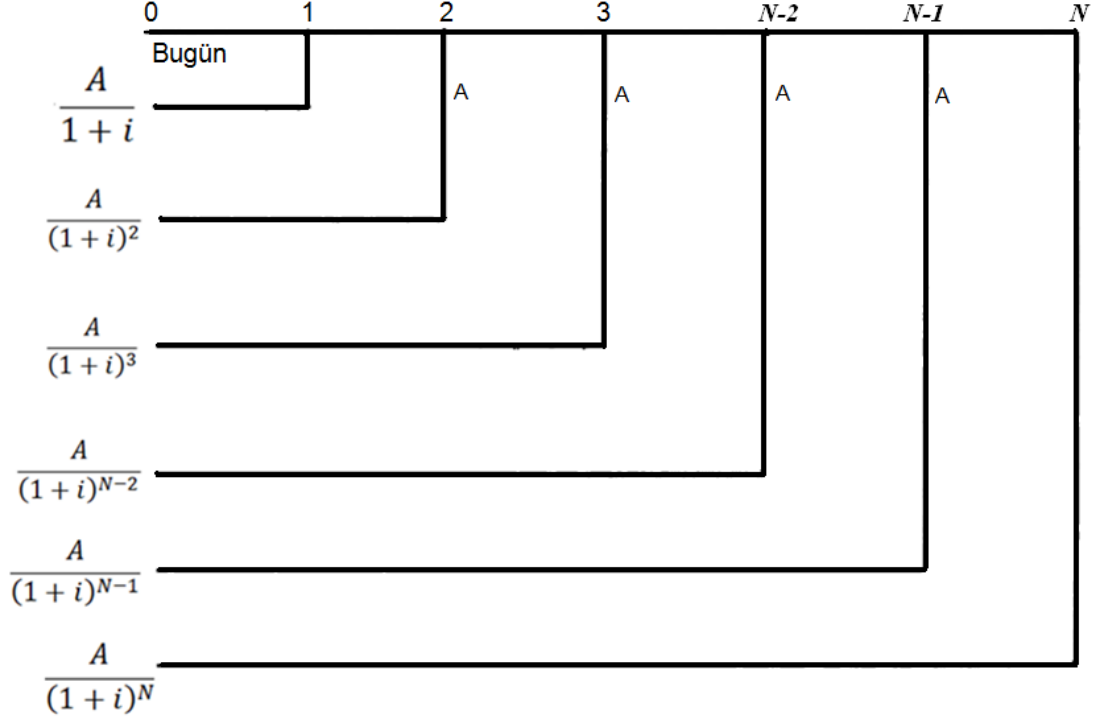 0 1 2 3 N-2 N-1 N
Bugün
A A A A
A/(1 + i)
A/(1 + i)²
A/(1 + i)³
A/(1 + i)ᴺ⁻²
A/(1 + i)ᴺ⁻¹
A/(1 + i)ᴺ